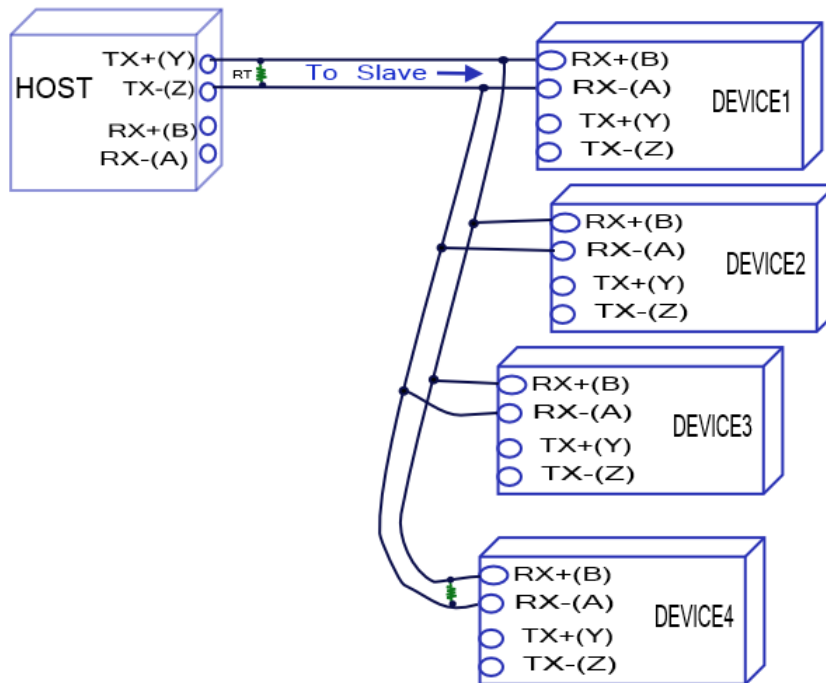 HOST
TX+(Y)
TX-(Z)
RX+(B)
RX-(A)
RT
To Slave
RX+(B)
RX-(A)
TX+(Y)
TX-(Z)
DEVICE1
RX+(B)
RX-(A)
TX+(Y)
TX-(Z)
DEVICE2
RX+(B)
RX-(A)
TX+(Y)
TX-(Z)
DEVICE3
RX+(B)
RX-(A)
TX+(Y)
TX-(Z)
DEVICE4